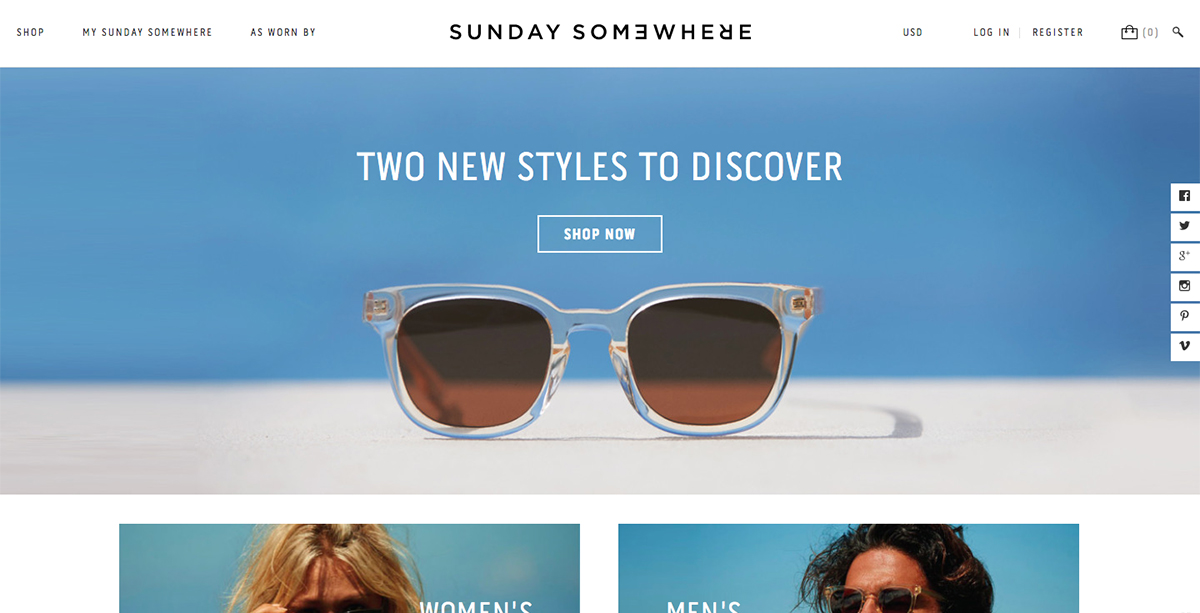 SHOP
MY SUNDAY SOMEWHERE
AS WORN BY
SUNDAY SOMEWHERE
USD
LOG IN
REGISTER
(0)
TWO NEW STYLES TO DISCOVER
SHOP NOW
g+
WOMEN'S
MEN'S